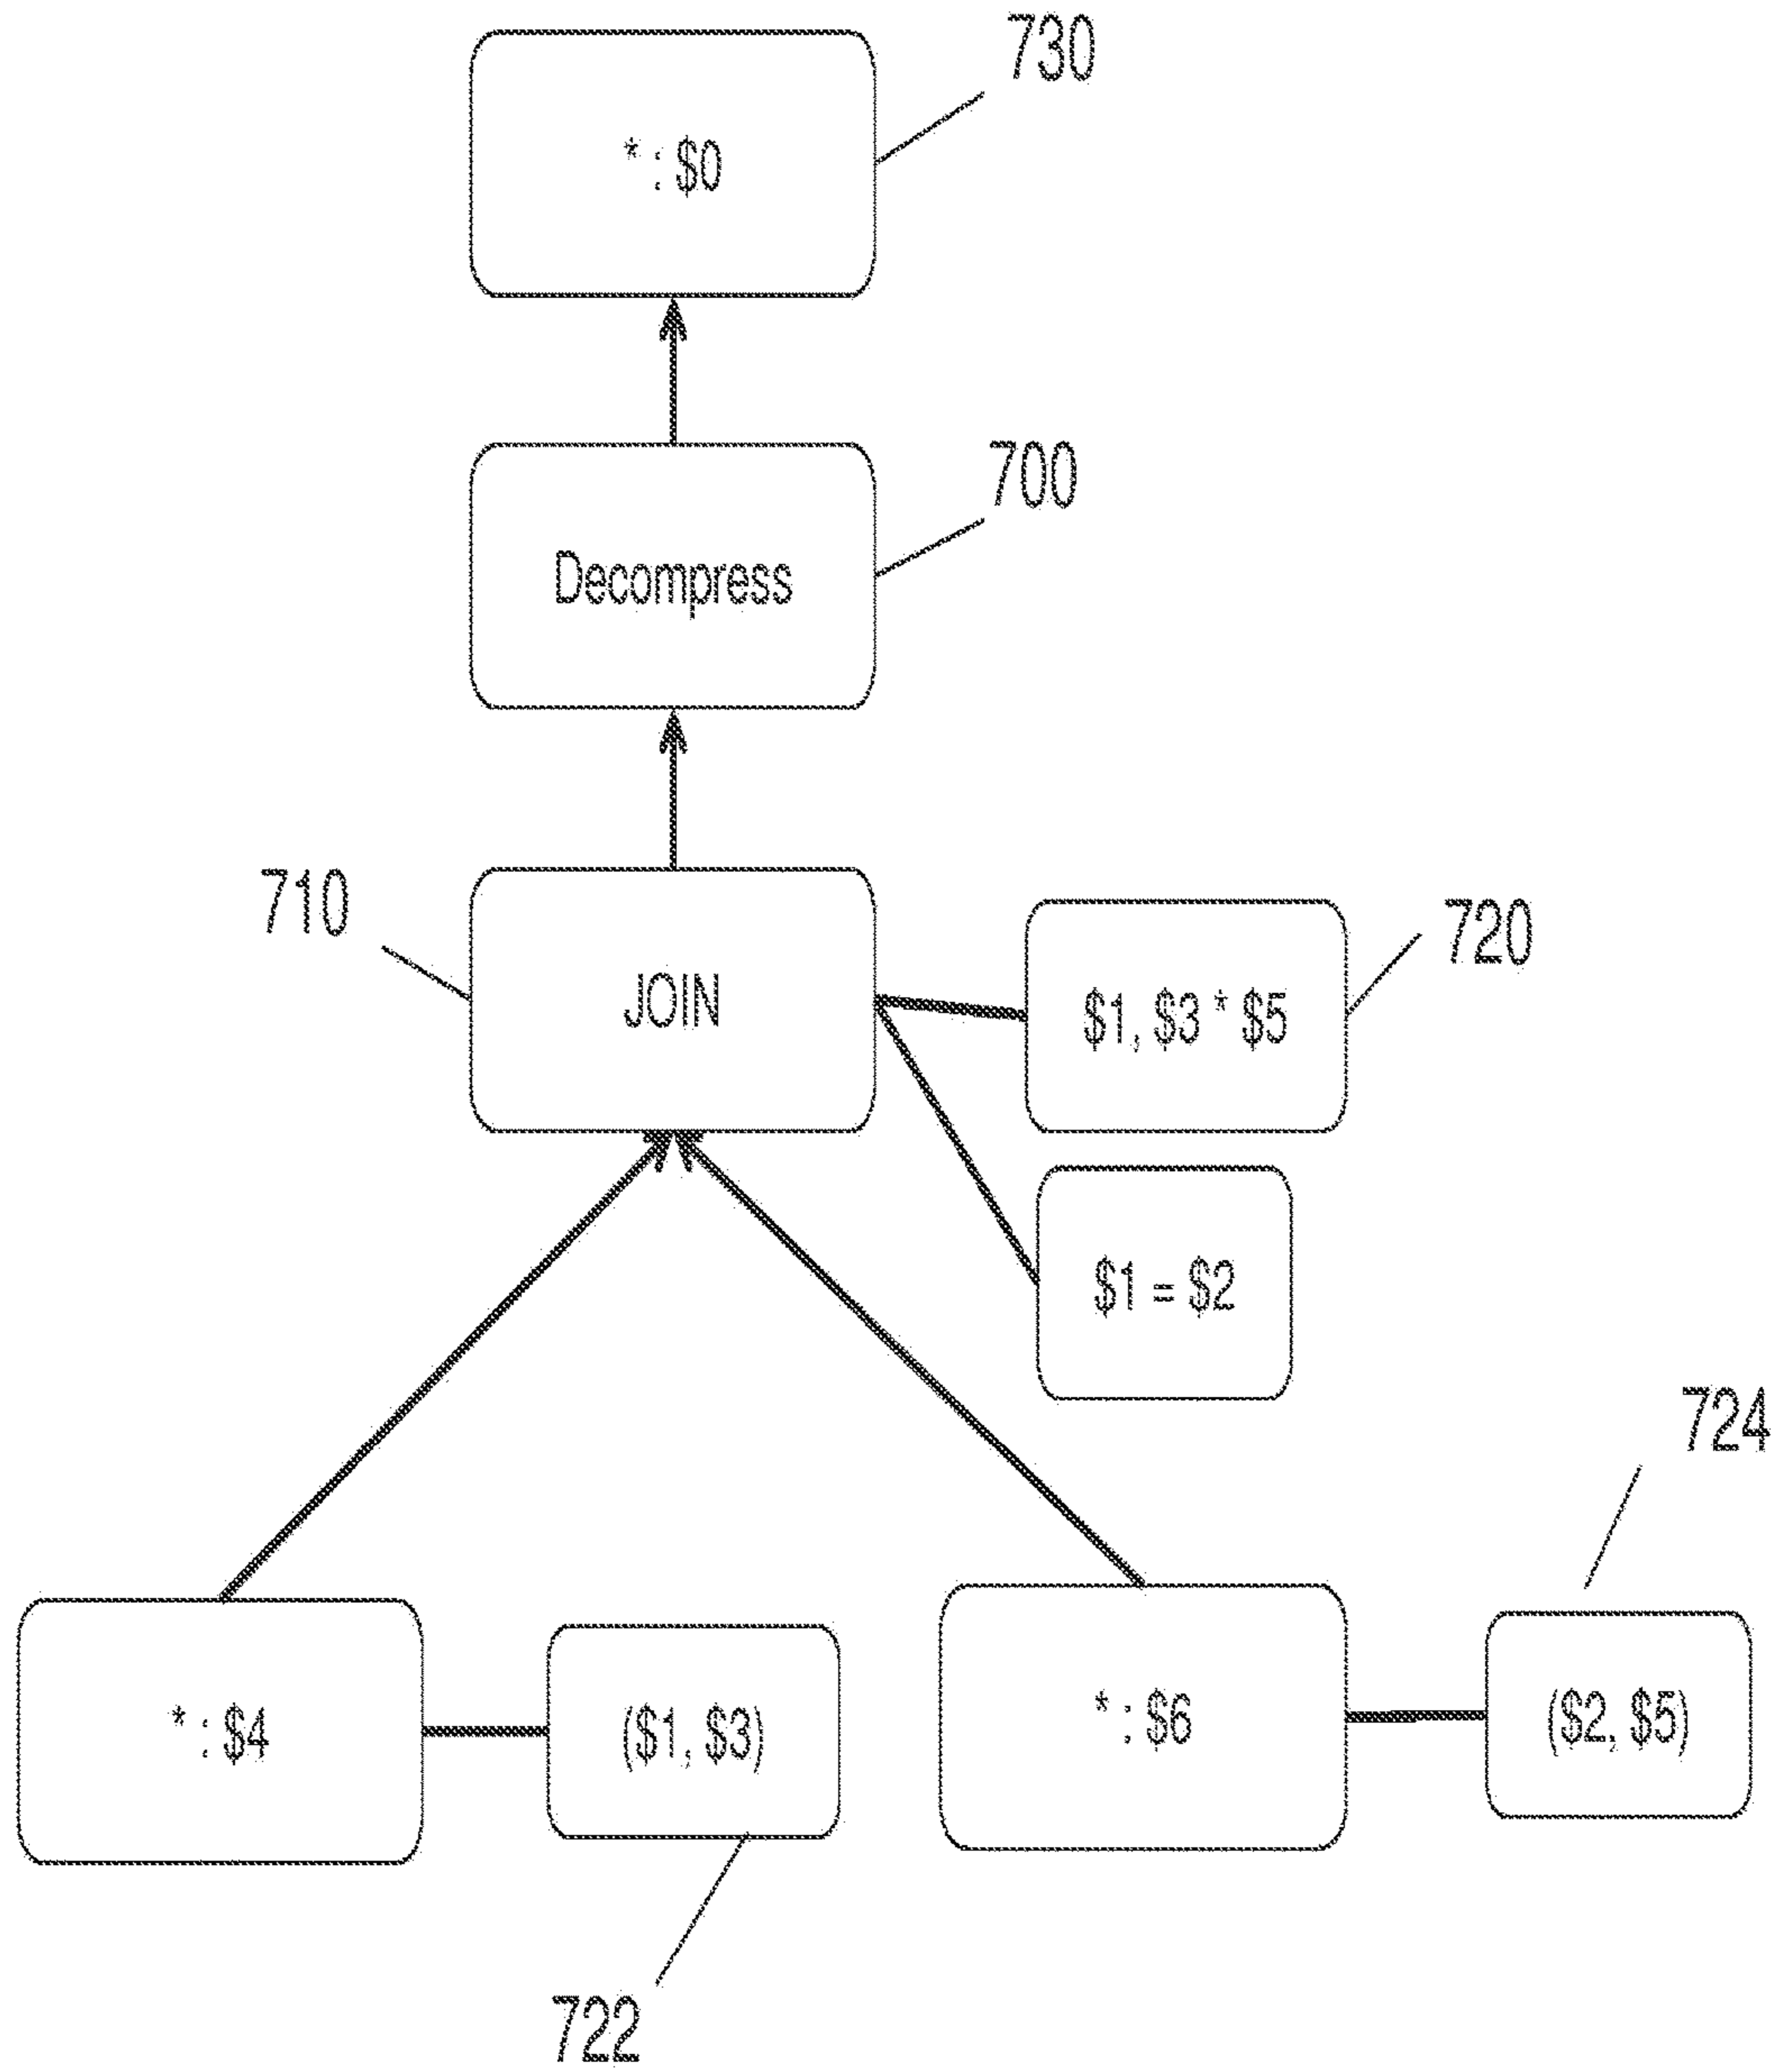 730
* : $0
700
Decompress
710
JOIN
720
$1, $3 * $5
$1 = $2
724
* : $4
($1, $3)
* : $6
($2, $5)
722